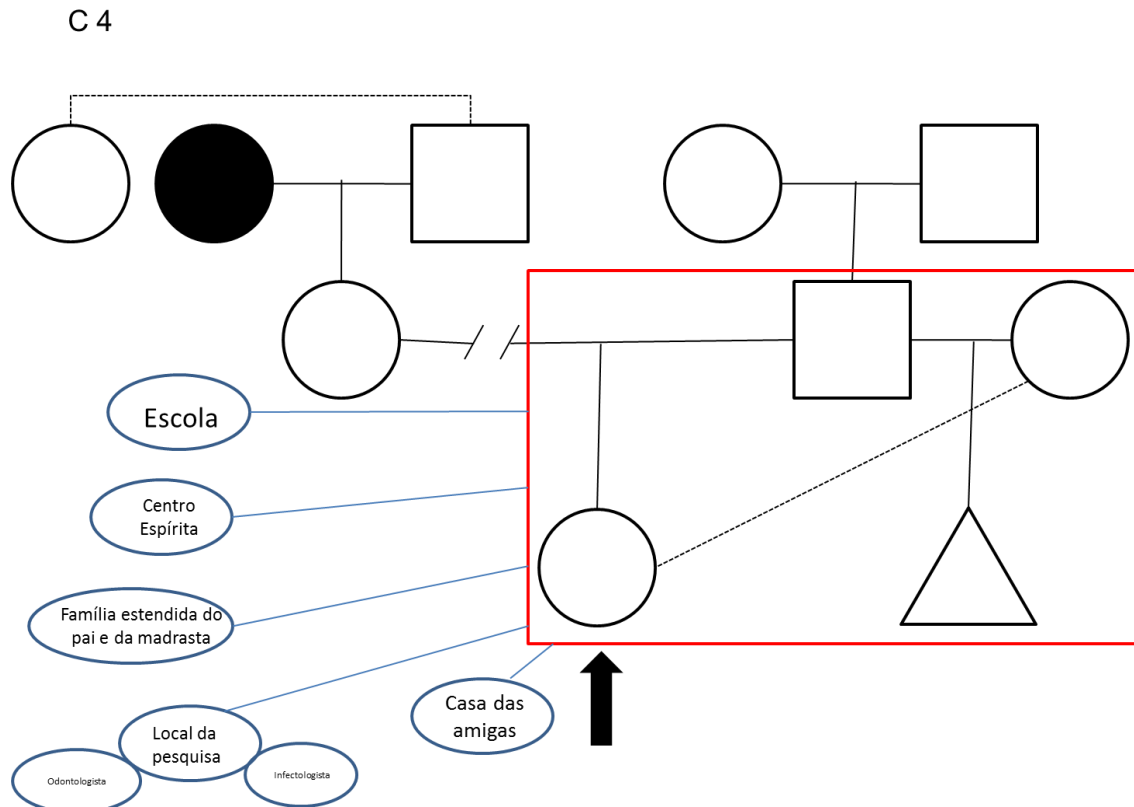 C 4
Escola
Centro
Espírita
Família estendida do
pai e da madrasta
Casa das
amigas
Local da
pesquisa
Odontologista
Infectologista